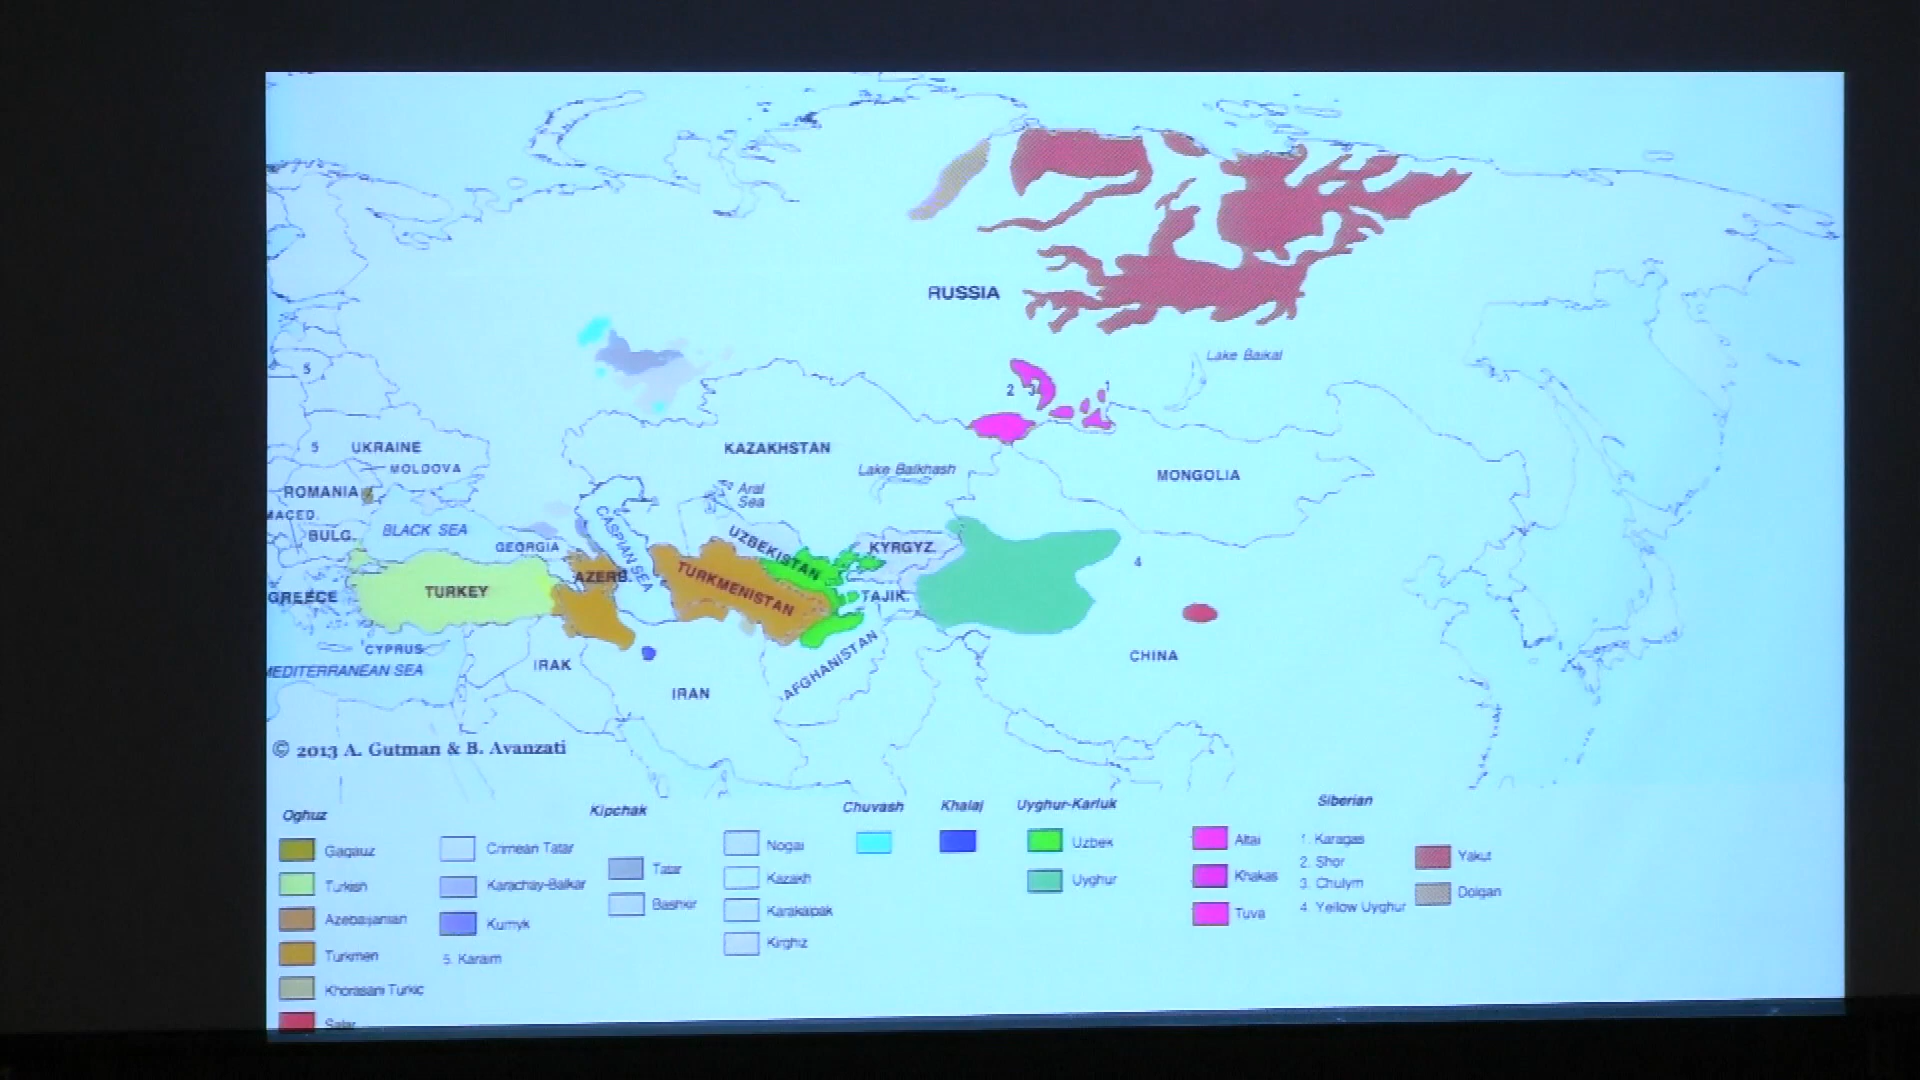 RUSSIA
Lake Baikal
5
2 3
1
5 UKRAINE
KAZAKHSTAN
MOLDOVA
Lake Balkhash
MONGOLIA
ROMANIA
Aral
Sea
MACED.
BULG.
BLACK SEA
CASPIAN SEA
UZBEKISTAN
GEORGIA
KYRGYZ.
4
AZERB.
TURKMENISTAN
GREECE
TURKEY
TAJIK.
CYPRUS
IRAK
AFGHANISTAN
CHINA
MEDITERRANEAN SEA
IRAN
© 2013 A. Gutman & B. Avanzati
Oghuz
Gagauz
Turkish
Azebaijanian
Turkmen
Khorasani Turkic
Salar
Kipchak
Crimean Tatar
Karachay-Balkar
Kumyk
5. Karaim
Tatar
Bashkir
Nogai
Kazakh
Karakalpak
Kirghiz
Chuvash
Khalaj
Uyghur-Karluk
Uzbek
Uyghur
Siberian
Altai
Khakas
Tuva
1. Karagas
2. Shor
3. Chulym
4. Yellow Uyghur
Yakut
Dolgan